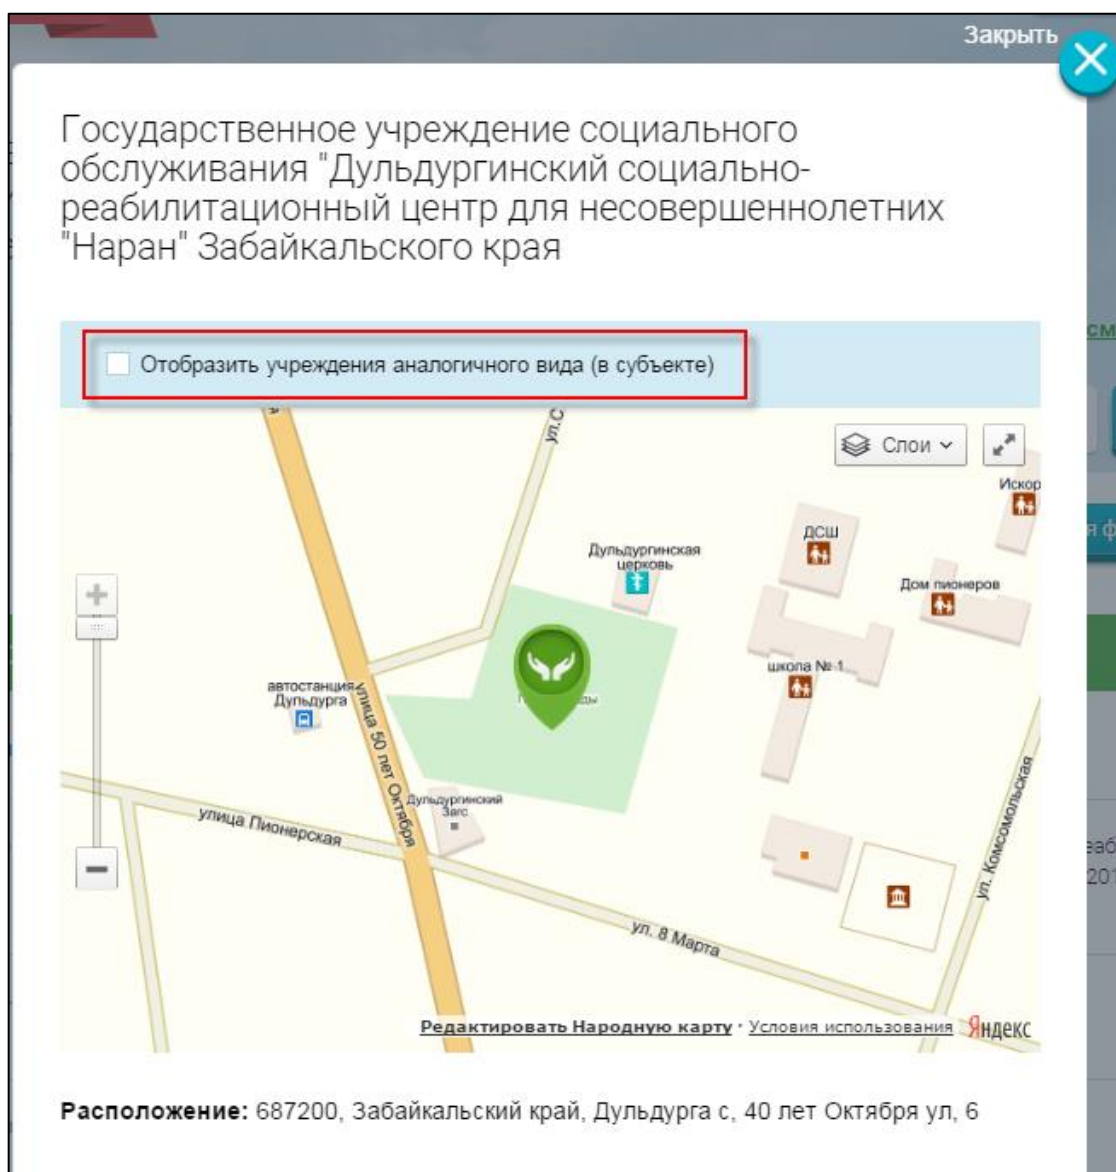 Закрыть
Государственное учреждение социального
обслуживания "Дульдургинский социально-
реабилитационный центр для несовершеннолетних
"Наран" Забайкальского края
Отобразить учреждения аналогичного вида (в субъекте)
ул.С
Слои
Искор
ДСШ
Дульдургинская
церковь
Дом пионеров
школа № 1
автостанция
Дульдурга
улица 50 лет Октября
Дульдургинский
Загс
улица Пионерская
ул. Комсомольская
ул. 8 Марта
Редактировать Народную карту · Условия использования Яндекс
Расположение: 687200, Забайкальский край, Дульдурга с, 40 лет Октября ул, 6